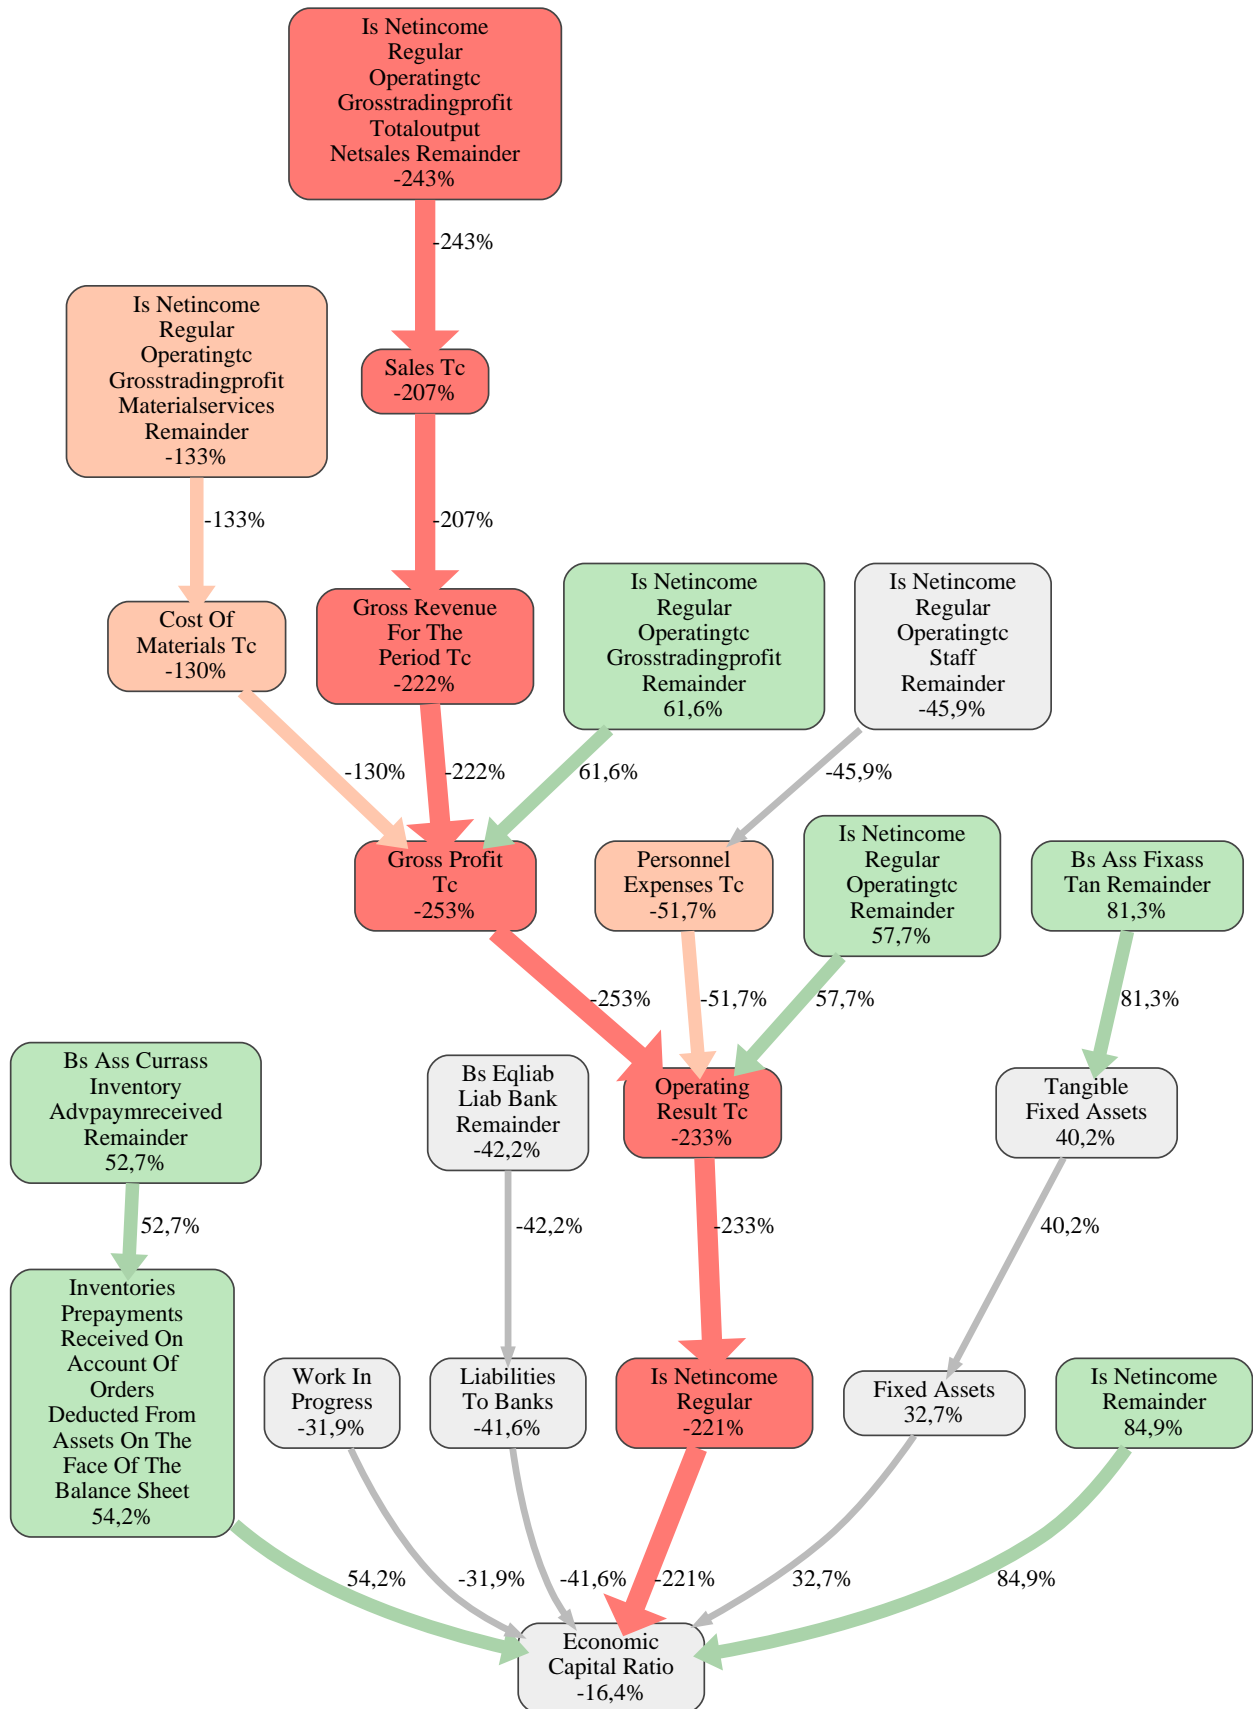 Is Netincome
Regular
Operatingtc
Grosstradingprofit
Totaloutput
Netsales Remainder
-243%
-243%
Is Netincome
Regular
Operatingtc
Grosstradingprofit
Materialservices
Remainder
-133%
Sales Tc
-207%
-133%
-207%
Cost Of
Materials Tc
-130%
Gross Revenue
For The
Period Tc
-222%
Is Netincome
Regular
Operatingtc
Grosstradingprofit
Remainder
61,6%
Is Netincome
Regular
Operatingtc
Staff
Remainder
-45,9%
-130%
-222%
61,6%
-45,9%
Gross Profit
Tc
-253%
Personnel
Expenses Tc
-51,7%
Is Netincome
Regular
Operatingtc
Remainder
57,7%
Bs Ass Fixass
Tan Remainder
81,3%
-253%
-51,7%
57,7%
81,3%
Bs Ass Currass
Inventory
Advpaymreceived
Remainder
52,7%
Bs Eqliab
Liab Bank
Remainder
-42,2%
Operating
Result Tc
-233%
Tangible
Fixed Assets
40,2%
52,7%
-42,2%
-233%
40,2%
Inventories
Prepayments
Received On
Account Of
Orders
Deducted From
Assets On The
Face Of The
Balance Sheet
54,2%
Work In
Progress
-31,9%
Liabilities
To Banks
-41,6%
Is Netincome
Regular
-221%
Fixed Assets
32,7%
Is Netincome
Remainder
84,9%
54,2%
-31,9%
-41,6%
-221%
32,7%
84,9%
Economic
Capital Ratio
-16,4%